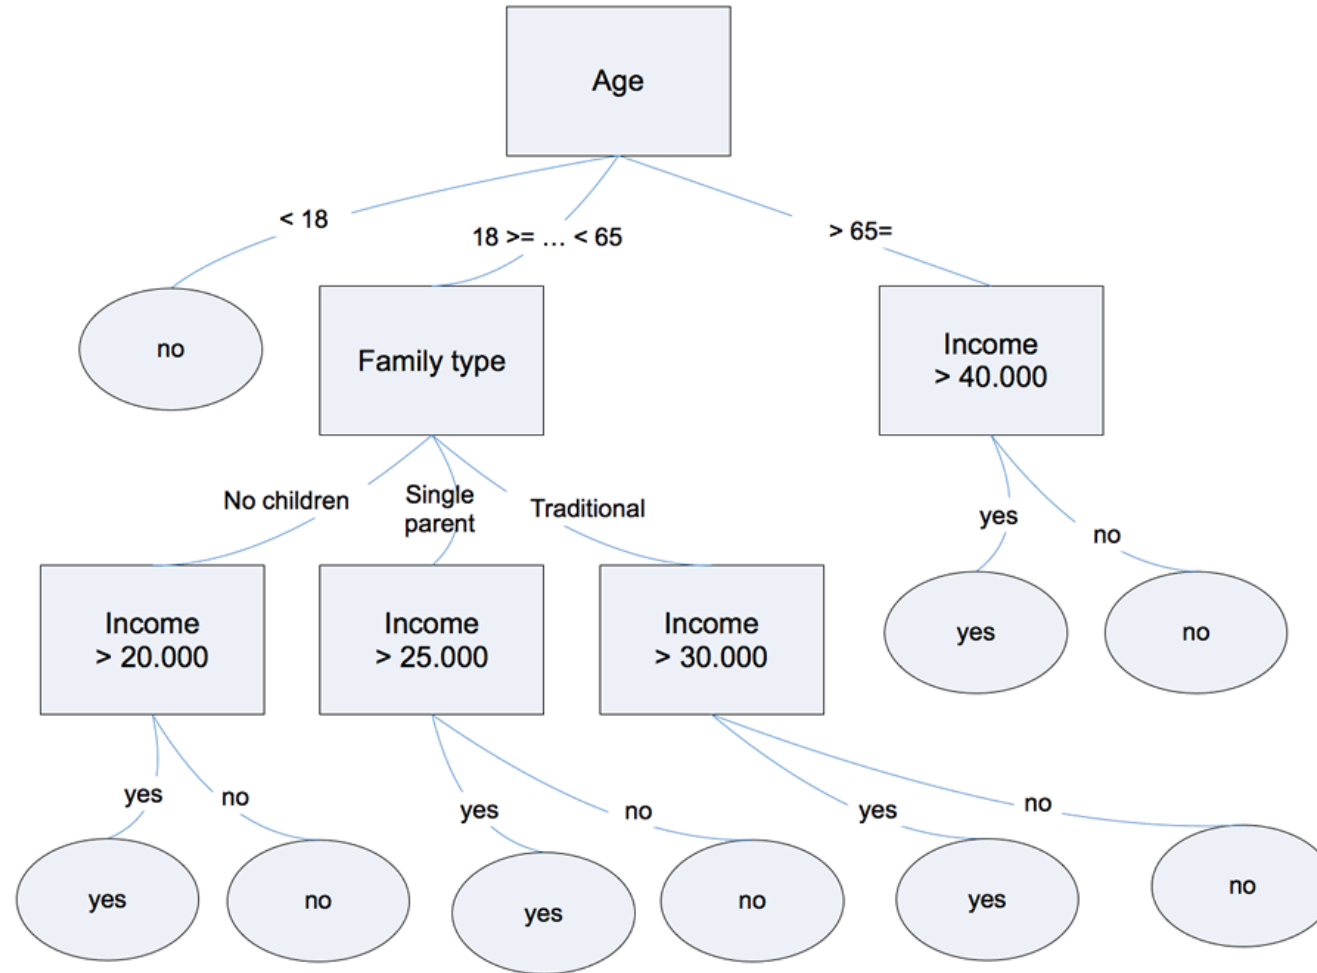 Age
< 18
18 >= ... < 65
> 65=
no
Family type
Income
> 40.000
No children
Single
parent
Traditional
yes
no
Income
> 20.000
Income
> 25.000
Income
> 30.000
yes
no
yes
no
yes
no
yes
no
yes
no
yes
no
yes
no